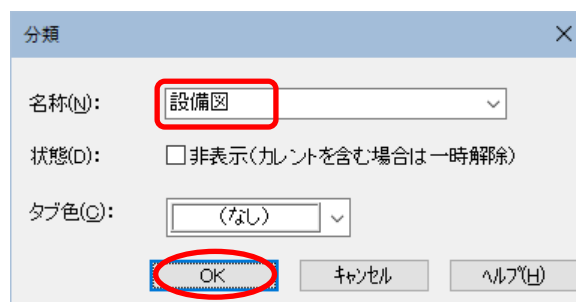 分類
名称(N): 設備図
状態(D): 非表示(カレントを含む場合は一時解除)
タブ色(C): (なし)
OK キャンセル ヘルプ(H)